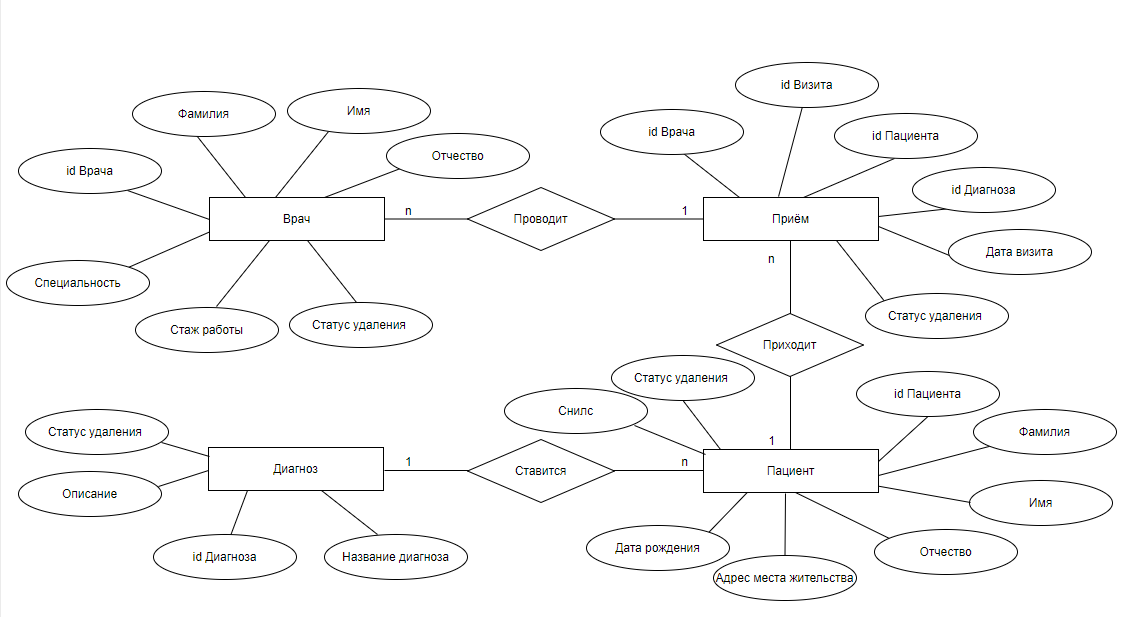 id Визита
Фамилия
Имя
id Врача
id Пациента
Отчество
id Врача
id Диагноза
Врач
n
Проводит
1
Приём
Дата визита
n
Специальность
Стаж работы
Статус удаления
Статус удаления
Приходит
Статус удаления
id Пациента
Снилс
Статус удаления
Фамилия
1
Диагноз
1
Ставится
n
Пациент
Описание
Имя
id Диагноза
Название диагноза
Дата рождения
Отчество
Адрес места жительства